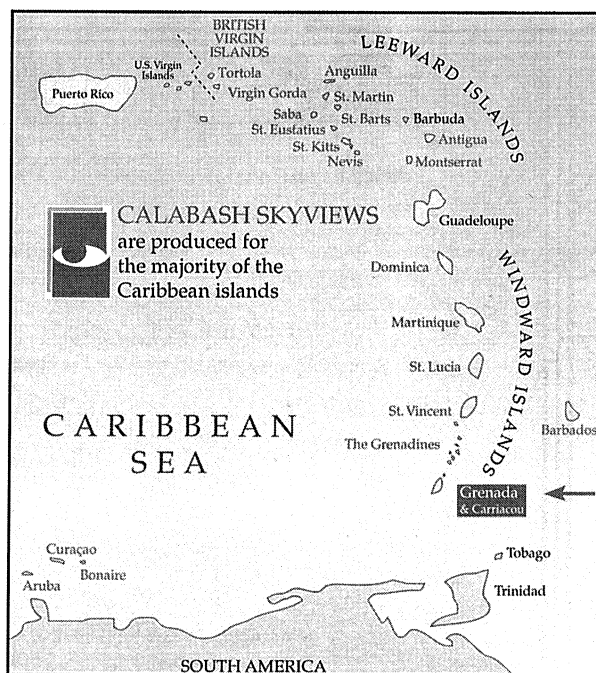 BRITISH
VIRGIN
ISLANDS
LEEWARD ISLANDS
U.S. Virgin
Islands
Tortola
Anguilla
Puerto Rico
Virgin Gorda
St. Martin
Saba
St. Barts
Barbuda
St. Eustatius
Antigua
St. Kitts
Nevis
Montserrat
CALABASH SKYVIEWS
are produced for
the majority of the
Caribbean islands
Guadeloupe
WINDWARD ISLANDS
Dominica
Martinique
St. Lucia
St. Vincent
CARIBBEAN
SEA
Barbados
The Grenadines
Grenada
& Carriacou
Curaçao
Bonaire
Aruba
Tobago
Trinidad
SOUTH AMERICA